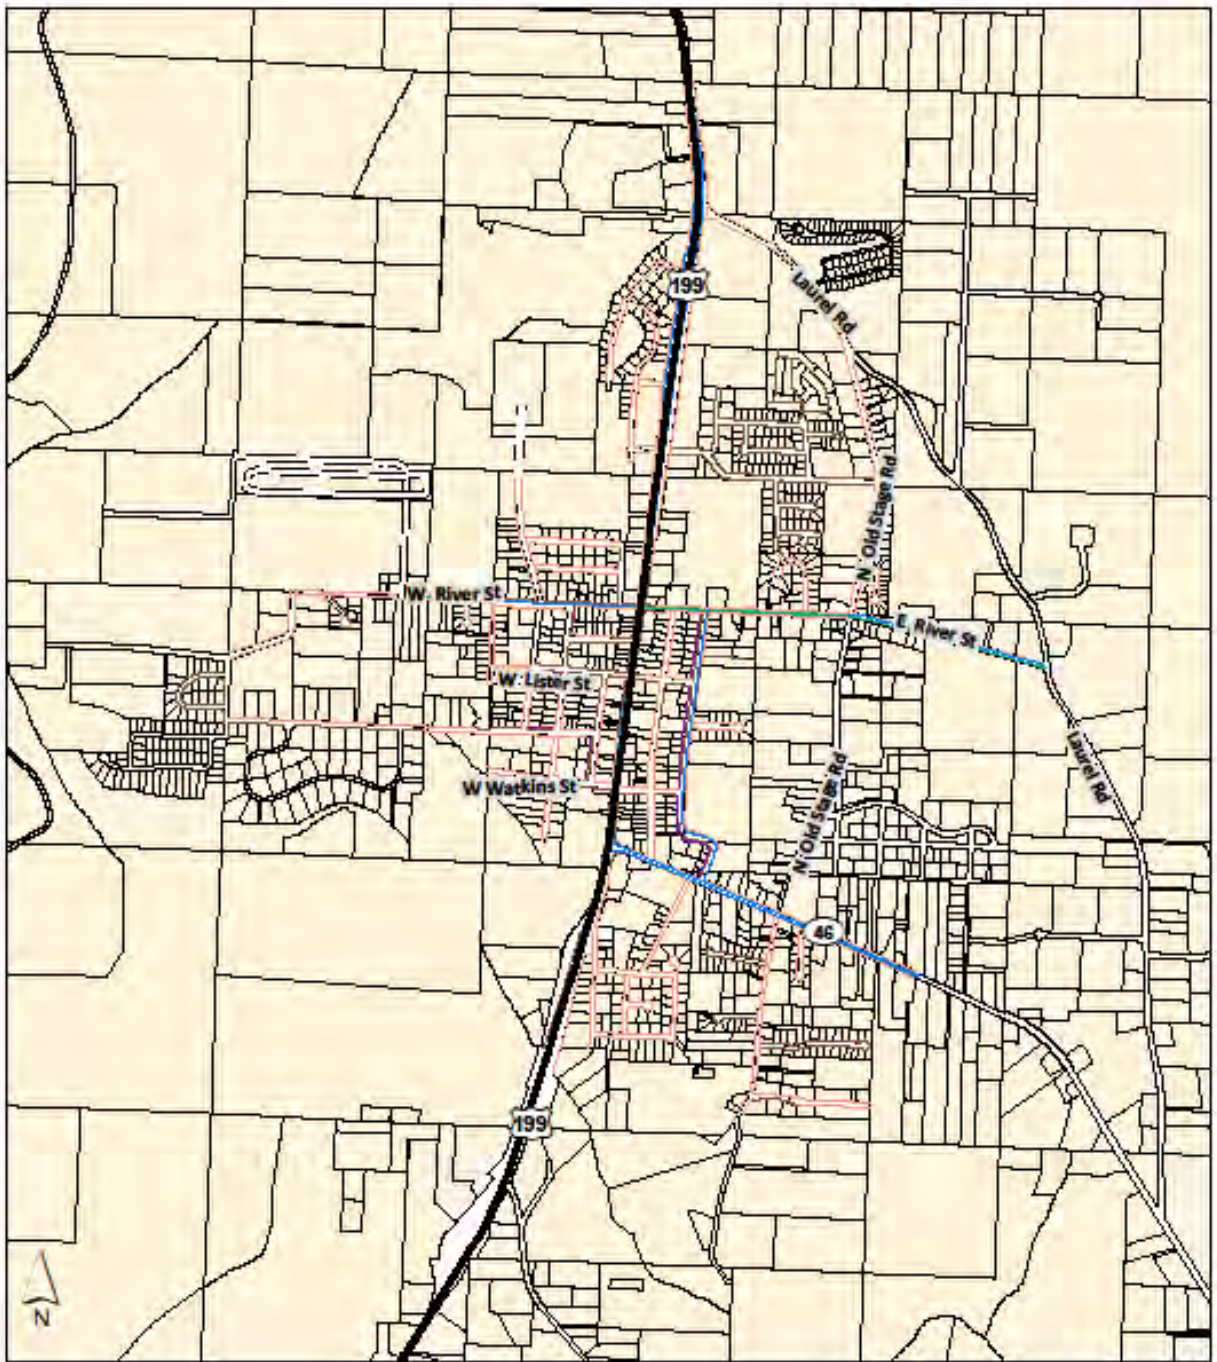 199
Laurel Rd
N Old Stage Rd
W. River St
E. River St
W. Lister St
Laurel Rd
W Watkins St
N. Old Stage Rd
46
199
N